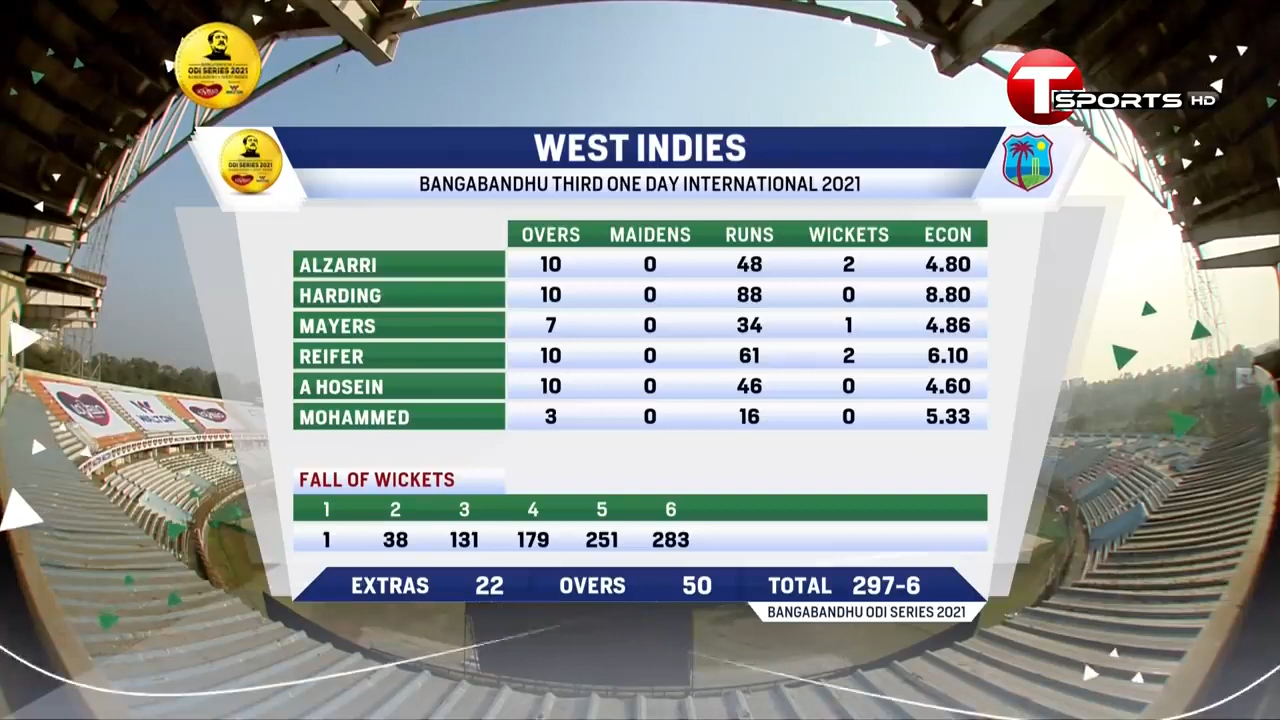 ODI SERIES 2021
T SPORTS HD
ODI SERIES 2021
WEST INDIES
BANGABANDHU THIRD ONE DAY INTERNATIONAL 2021
OVERS MAIDENS RUNS WICKETS ECON
ALZARRI 10 0 48 2 4.80
HARDING 10 0 88 0 8.80
MAYERS 7 0 34 1 4.86
REIFER 10 0 61 2 6.10
A HOSEIN 10 0 46 0 4.60
MOHAMMED 3 0 16 0 5.33
WALTON
FALL OF WICKETS
1 2 3 4 5 6
1 38 131 179 251 283
EXTRAS 22 OVERS 50 TOTAL 297-6
BANGABANDHU ODI SERIES 2021